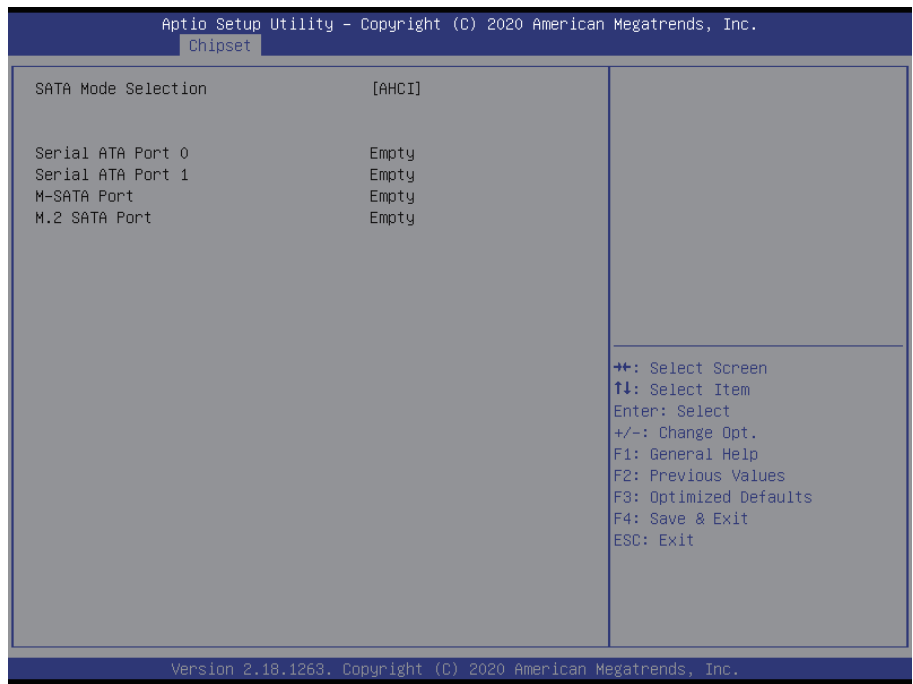 Aptio Setup Utility – Copyright (C) 2020 American Megatrends, Inc.
Chipset
SATA Mode Selection [AHCI]
Serial ATA Port 0 Empty
Serial ATA Port 1 Empty
M-SATA Port Empty
M.2 SATA Port Empty
→←: Select Screen
↑↓: Select Item
Enter: Select
+/-: Change Opt.
F1: General Help
F2: Previous Values
F3: Optimized Defaults
F4: Save & Exit
ESC: Exit
Version 2.18.1263. Copyright (C) 2020 American Megatrends, Inc.